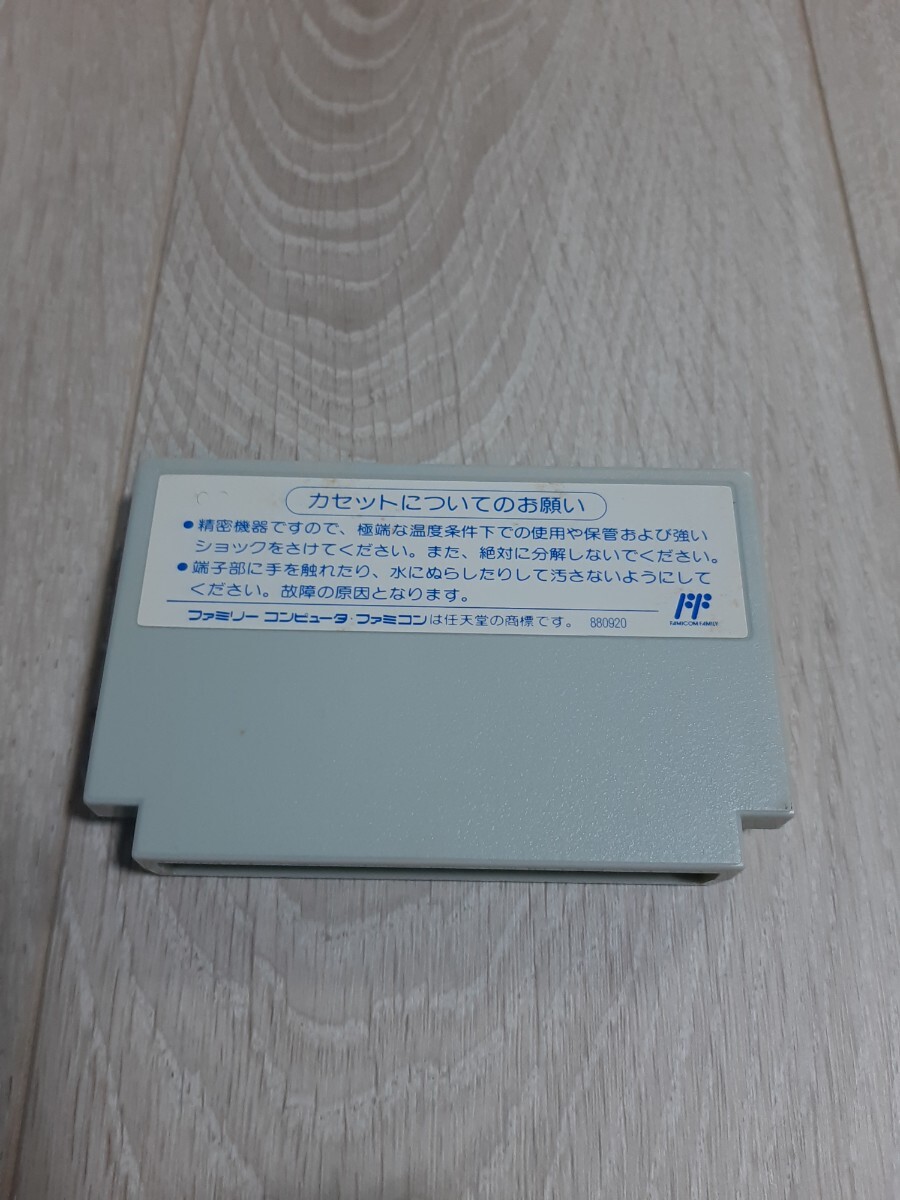 カセットについてのお願い
●精密機器ですので、極端な温度条件下での使用や保管および強い
ショックをさけてください。また、絶対に分解しないでください。
●端子部に手を触れたり、水にぬらしたりして汚さないようにして
ください。故障の原因となります。
ファミリー コンピュータ・ファミコンは任天堂の商標です。 880920
FF
FAMICOM FAMILY